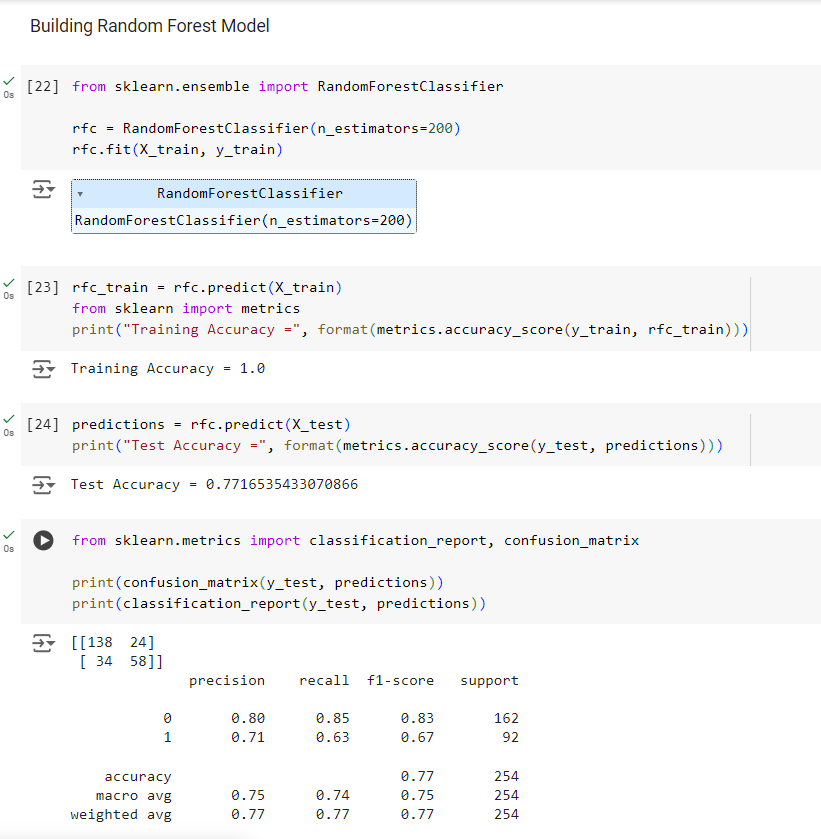 Building Random Forest Model
0s
[22] from sklearn.ensemble import RandomForestClassifier
rfc = RandomForestClassifier(n_estimators=200)
rfc.fit(X_train, y_train)
RandomForestClassifier
RandomForestClassifier(n_estimators=200)
0s
[23] rfc_train = rfc.predict(X_train)
from sklearn import metrics
print("Training Accuracy =", format(metrics.accuracy_score(y_train, rfc_train)))
Training Accuracy = 1.0
0s
[24] predictions = rfc.predict(X_test)
print("Test Accuracy =", format(metrics.accuracy_score(y_test, predictions)))
Test Accuracy = 0.7716535433070866
0s
from sklearn.metrics import classification_report, confusion_matrix
print(confusion_matrix(y_test, predictions))
print(classification_report(y_test, predictions))
[[138  24]
 [ 34  58]]
precision    recall  f1-score   support
0       0.80      0.85      0.83       162
1       0.71      0.63      0.67        92
accuracy                           0.77       254
macro avg       0.75      0.74      0.75       254
weighted avg       0.77      0.77      0.77       254